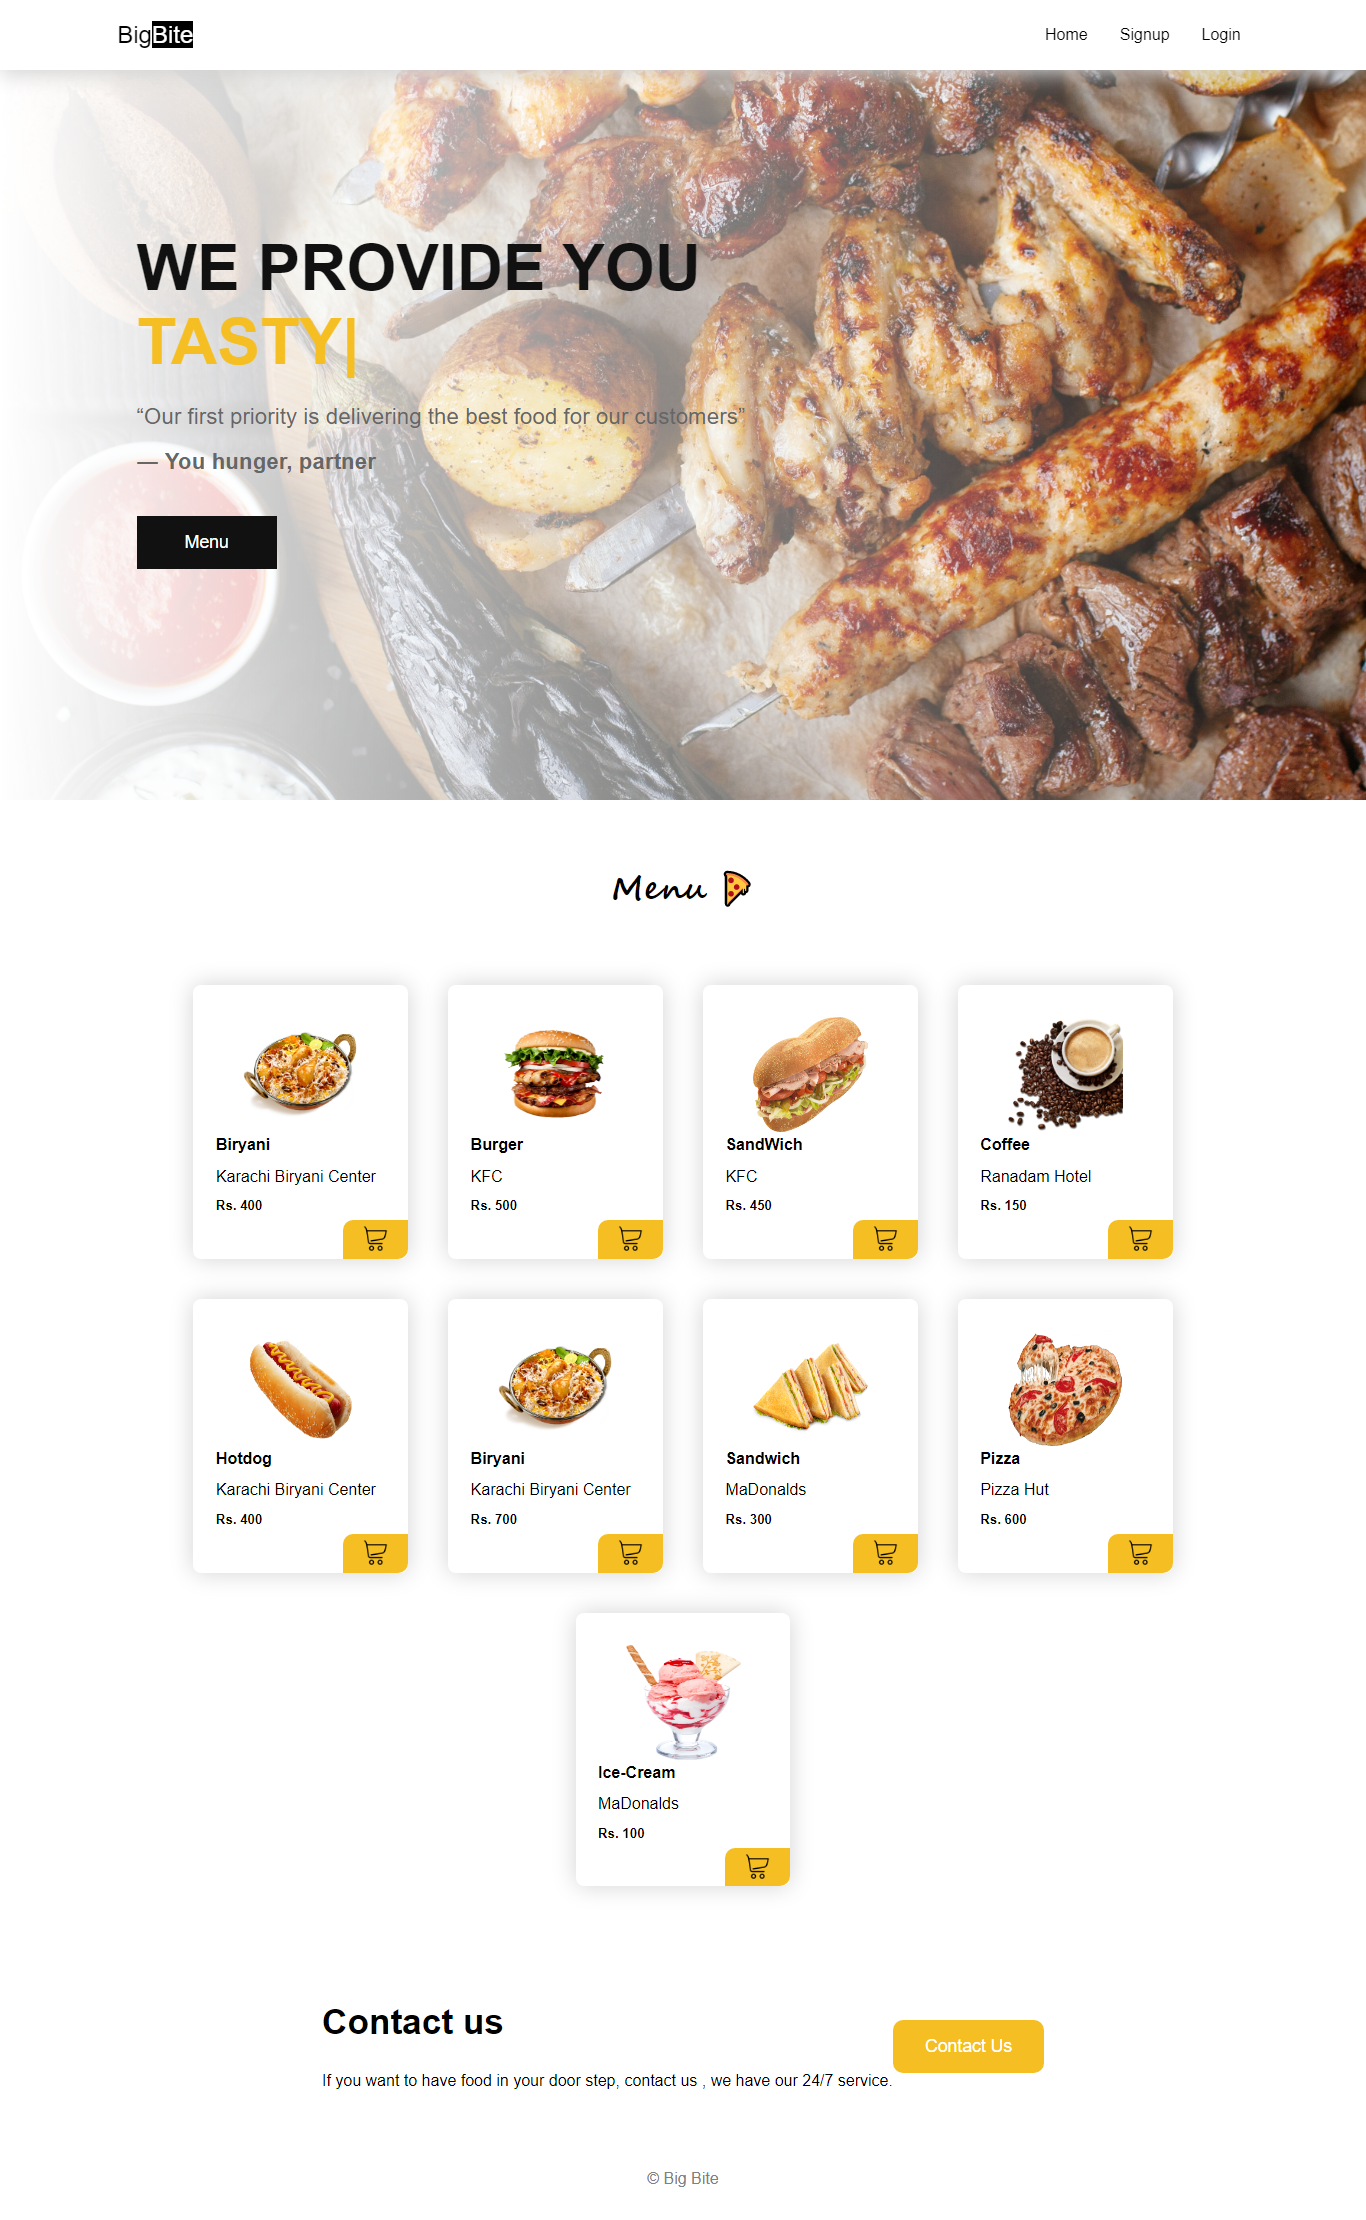 BigBite
Home Signup Login
WE PROVIDE YOU
TASTY|
“Our first priority is delivering the best food for our customers”
— You hunger, partner
Menu
Menu
Biryani
Karachi Biryani Center
Rs. 400
Burger
KFC
Rs. 500
SandWich
KFC
Rs. 450
Coffee
Ranadam Hotel
Rs. 150
Hotdog
Karachi Biryani Center
Rs. 400
Biryani
Karachi Biryani Center
Rs. 700
Sandwich
MaDonalds
Rs. 300
Pizza
Pizza Hut
Rs. 600
Ice-Cream
MaDonalds
Rs. 100
Contact us
If you want to have food in your door step, contact us , we have our 24/7 service.
Contact Us
© Big Bite